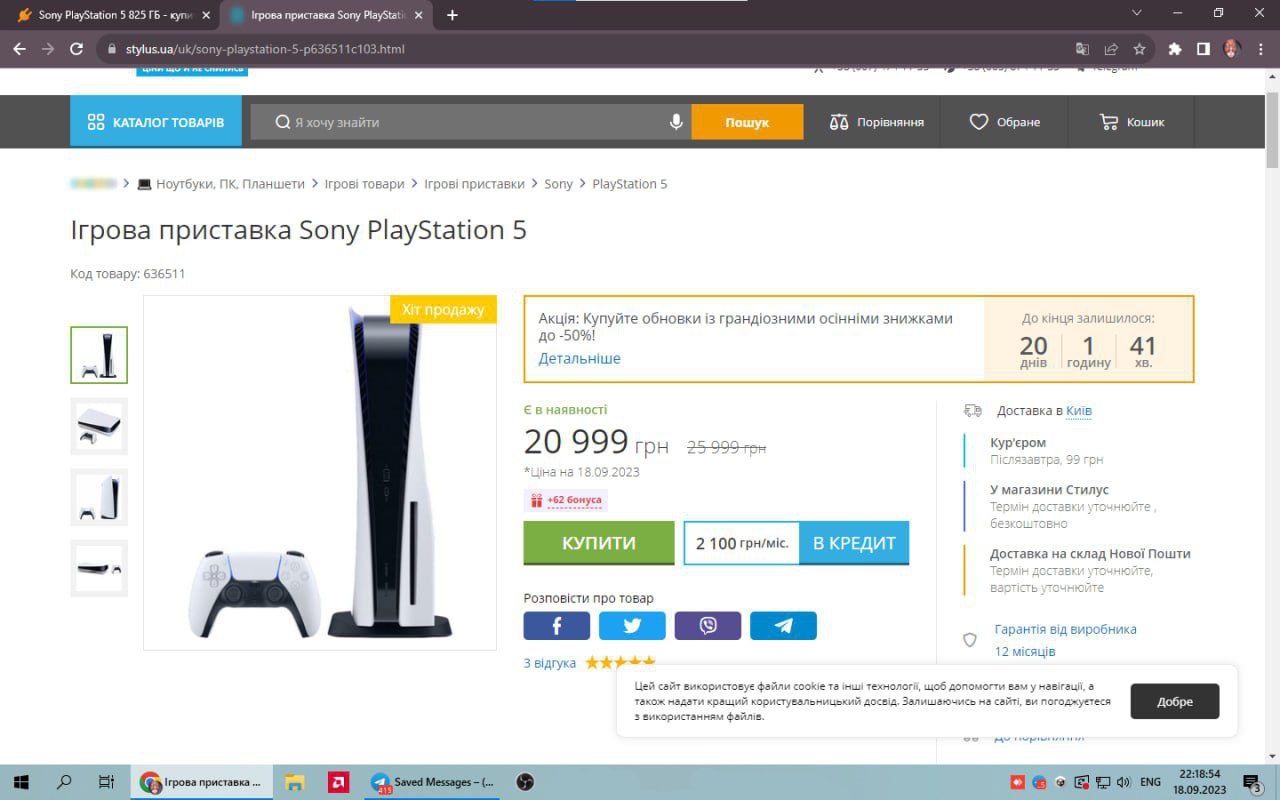 Sony PlayStation 5 825 ГБ - купи
Ігрова приставка Sony PlayStatio
stylus.ua/uk/sony-playstation-5-p636511c103.html
КАТАЛОГ ТОВАРІВ
Я хочу знайти
Пошук
Порівняння
Обране
Кошик
Ноутбуки, ПК, Планшети > Ігрові товари > Ігрові приставки > Sony > PlayStation 5
Ігрова приставка Sony PlayStation 5
Код товару: 636511
Хіт продажу
Акція: Купуйте обновки із грандіозними осінніми знижками
до -50%!
Детальніше
До кінця залишилося:
20 1 41
днів годину хв.
Є в наявності
20 999 грн 25 999 грн
*Ціна на 18.09.2023
+62 бонуса
КУПИТИ
2 100 грн/міс.
В КРЕДИТ
Розповісти про товар
3 відгука
Доставка в Київ
Кур'єром
Післязавтра, 99 грн
У магазини Стилус
Термін доставки уточнюйте ,
безкоштовно
Доставка на склад Нової Пошти
Термін доставки уточнюйте,
вартість уточнюйте
Гарантія від виробника
12 місяців
Цей сайт використовує файли cookie та інші технології, щоб допомогти вам у навігації, а
також надати кращий користувальницький досвід. Залишаючись на сайті, ви погоджуєтеся
з використанням файлів.
Добре
До порівняння
Ігрова приставка ...
Saved Messages – (...
415
ENG
22:18:54
18.09.2023
3